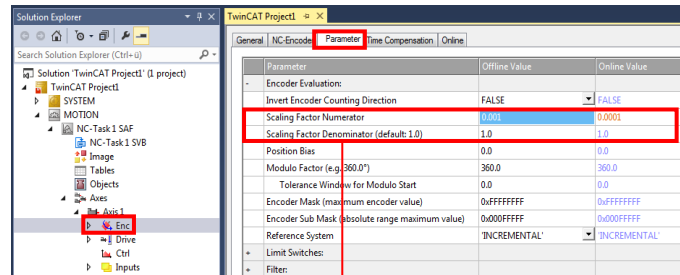 Solution Explorer
TwinCAT Project1
General NC-Encoder Parameter Time Compensation Online
Search Solution Explorer (Ctrl+ü)
Parameter Offline Value Online Value
Solution 'TwinCAT Project1' (1 project)
- Encoder Evaluation:
TwinCAT Project1
Invert Encoder Counting Direction FALSE FALSE
SYSTEM
Scaling Factor Numerator 0.001 0.0001
MOTION
Scaling Factor Denominator (default: 1.0) 1.0 1.0
NC-Task 1 SAF
Position Bias 0.0 0.0
NC-Task 1 SVB
Modulo Factor (e.g. 360.0°) 360.0 360.0
Image
Tolerance Window for Modulo Start 0.0 0.0
Tables
Encoder Mask (maximum encoder value) 0xFFFFFFFF 0xFFFFFFFF
Objects
Encoder Sub Mask (absolute range maximum value) 0x000FFFFF 0x000FFFFF
Axes
Reference System 'INCREMENTAL' 'INCREMENTAL'
Axis 1
+ Limit Switches:
Enc
+ Filter:
Drive
Ctrl
Inputs